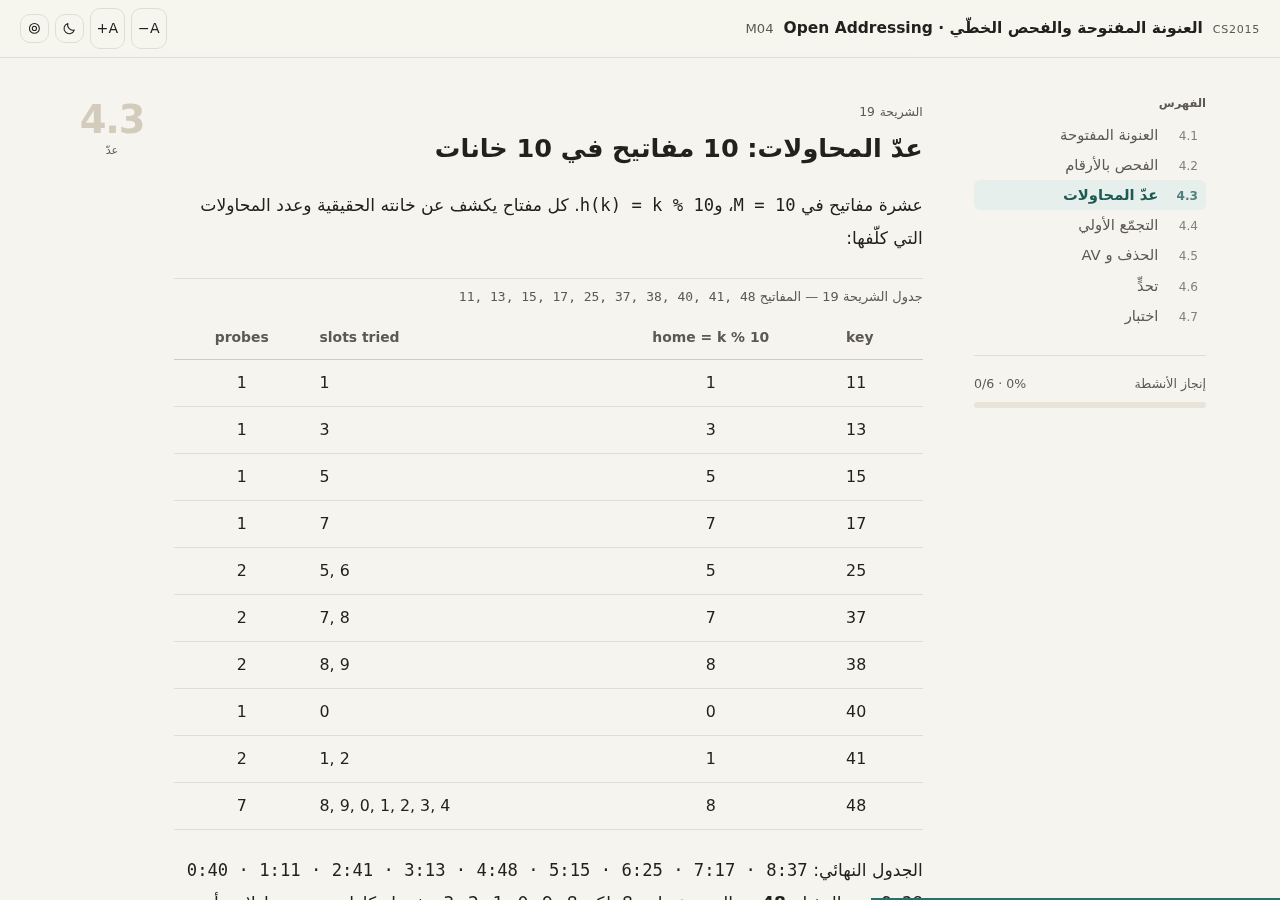 CS2015 العنونة المفتوحة والفحص الخطّي · Open Addressing M04
A− A+
الفهرس
4.1 العنونة المفتوحة
4.2 الفحص بالأرقام
4.3 عدّ المحاولات
4.4 التجمّع الأولي
4.5 الحذف و AV
4.6 تحدٍّ
4.7 اختبار
إنجاز الأنشطة 0/6 · 0%
4.3
عدّ
الشريحة 19
عدّ المحاولات: 10 مفاتيح في 10 خانات
عشرة مفاتيح في M = 10، وh(k) = k % 10. كل مفتاح يكشف عن خانته الحقيقية وعدد المحاولات
التي كلّفها:
جدول الشريحة 19 — المفاتيح 11, 13, 15, 17, 25, 37, 38, 40, 41, 48
key home = k % 10 slots tried probes
11 1 1 1
13 3 3 1
15 5 5 1
17 7 7 1
25 5 5, 6 2
37 7 7, 8 2
38 8 8, 9 2
40 0 0 1
41 1 1, 2 2
48 8 8, 9, 0, 1, 2, 3, 4 7
الجدول النهائي: 0:40 · 1:11 · 2:41 · 3:13 · 4:48 · 5:15 · 6:25 · 7:17 · 8:37